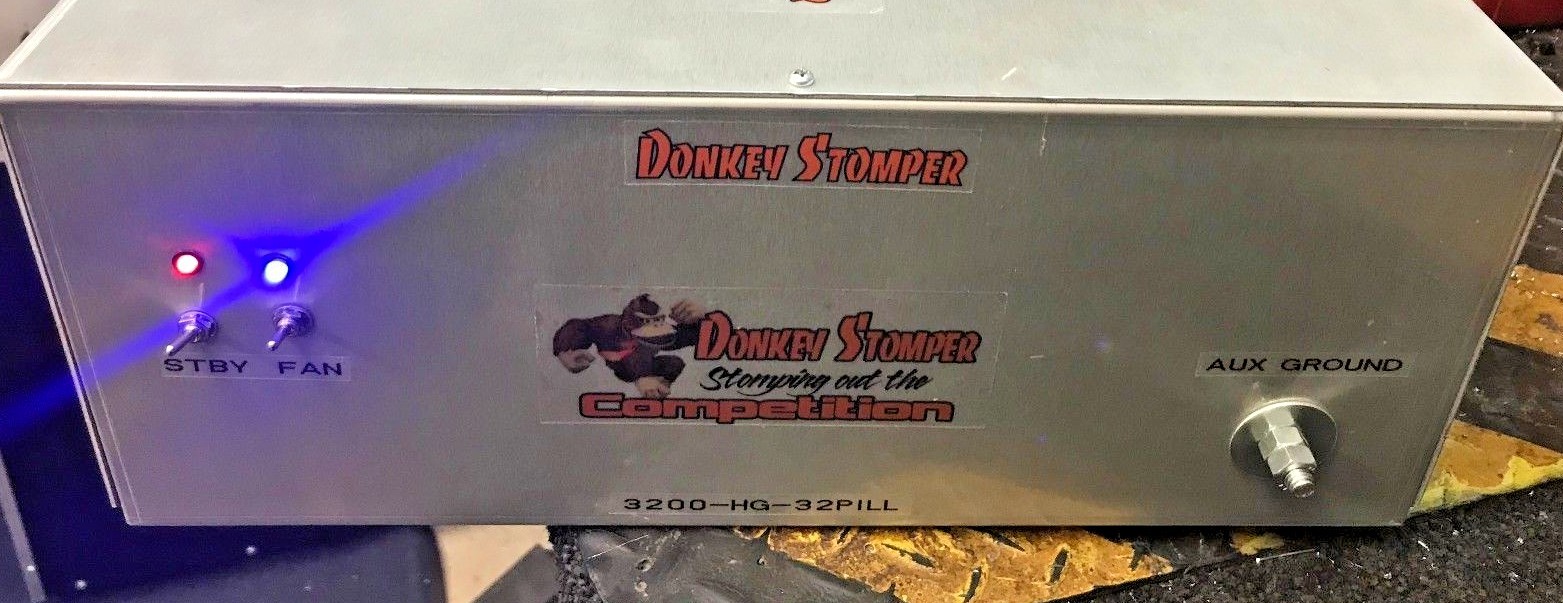 DONKEY STOMPER
DONKEY STOMPER
Stomping out the
Competition
STBY FAN
AUX GROUND
3200-HG-32PILL